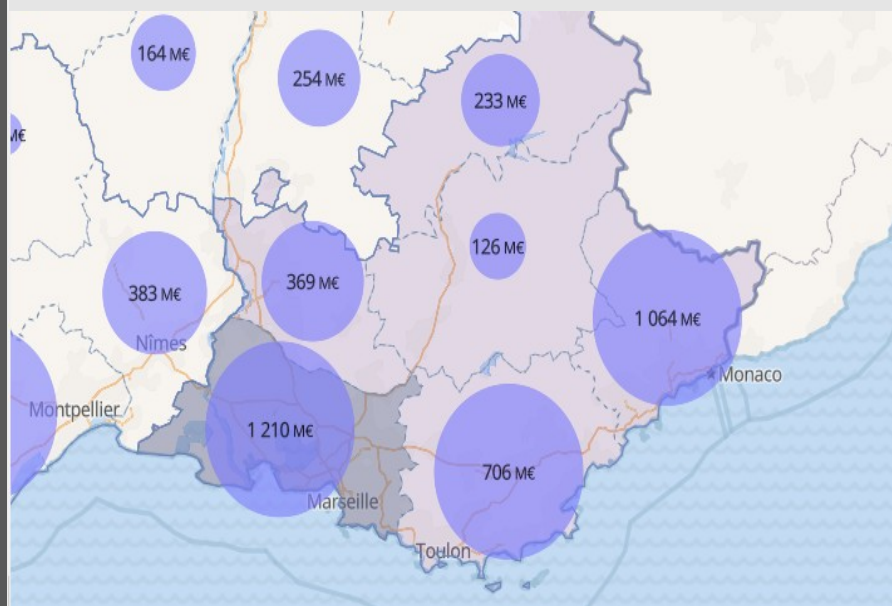 164 M€
254 M€
233 M€
M€
126 M€
369 M€
383 M€
1 064 M€
Nîmes
Monaco
Montpellier
1 210 M€
706 M€
Marseille
Toulon